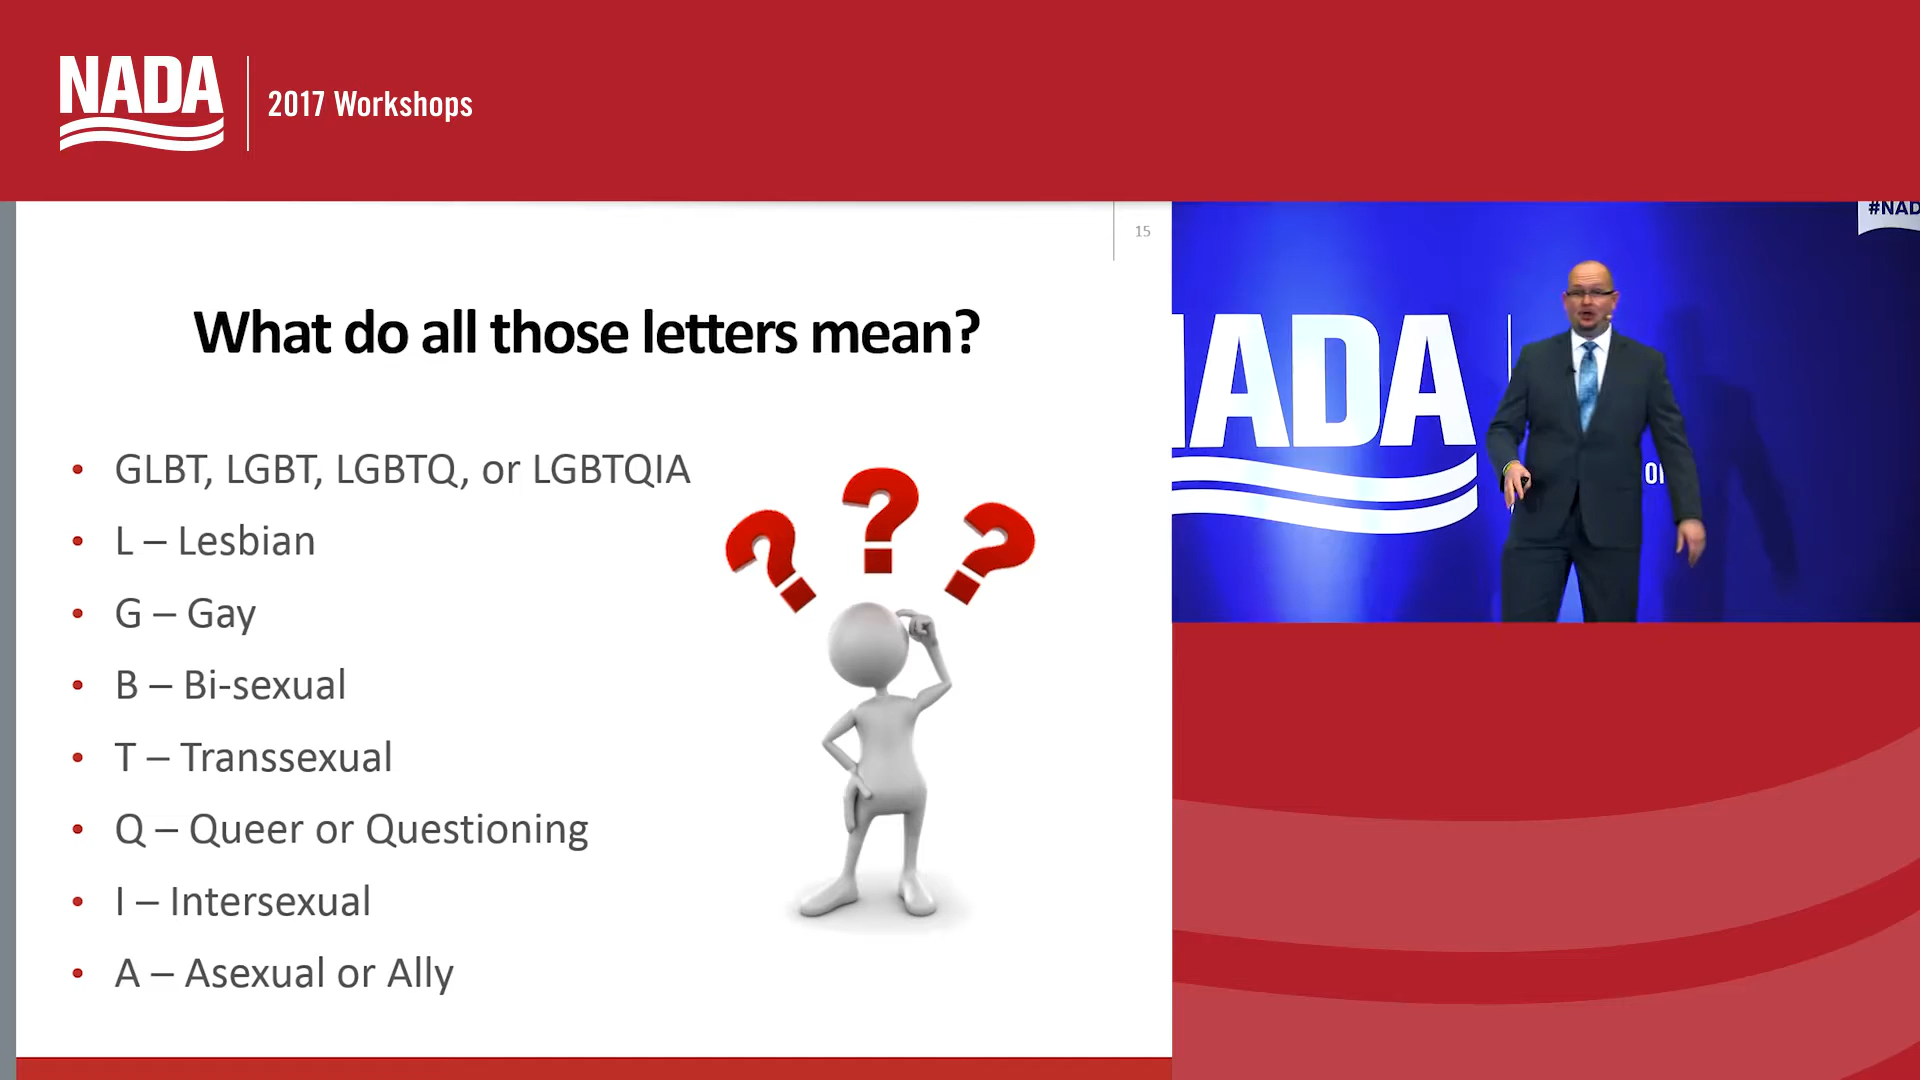 NADA
2017 Workshops
15
What do all those letters mean?
• GLBT, LGBT, LGBTQ, or LGBTQIA
• L – Lesbian
• G – Gay
• B – Bi-sexual
• T – Transsexual
• Q – Queer or Questioning
• I – Intersexual
• A – Asexual or Ally
#NAD
NADA